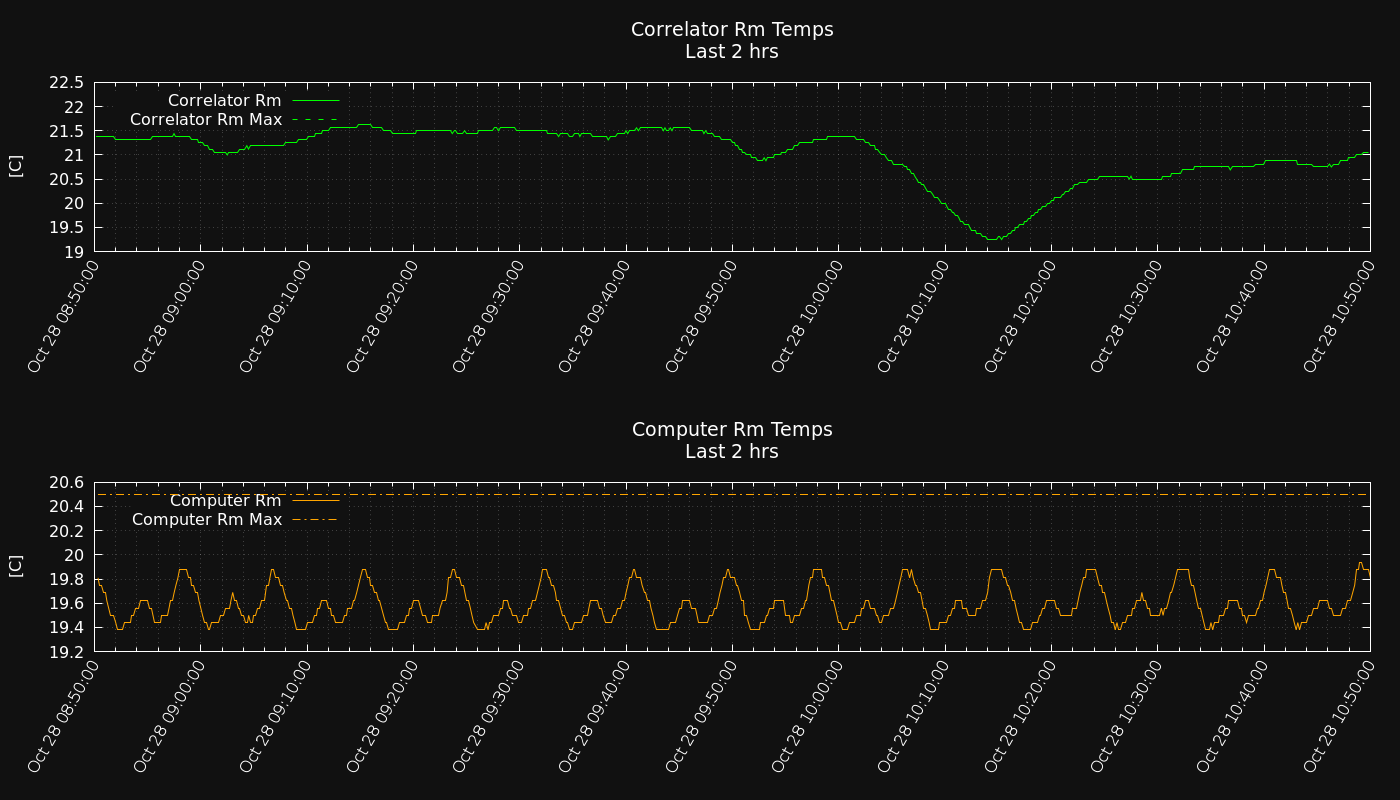 Correlator Rm Temps
Last 2 hrs
22.5
22
21.5
21
20.5
20
19.5
19
[C]
Correlator Rm
Correlator Rm Max
Oct 28 08:50:00
Oct 28 09:00:00
Oct 28 09:10:00
Oct 28 09:20:00
Oct 28 09:30:00
Oct 28 09:40:00
Oct 28 09:50:00
Oct 28 10:00:00
Oct 28 10:10:00
Oct 28 10:20:00
Oct 28 10:30:00
Oct 28 10:40:00
Oct 28 10:50:00
Computer Rm Temps
Last 2 hrs
20.6
20.4
20.2
20
19.8
19.6
19.4
19.2
[C]
Computer Rm
Computer Rm Max
Oct 28 08:50:00
Oct 28 09:00:00
Oct 28 09:10:00
Oct 28 09:20:00
Oct 28 09:30:00
Oct 28 09:40:00
Oct 28 09:50:00
Oct 28 10:00:00
Oct 28 10:10:00
Oct 28 10:20:00
Oct 28 10:30:00
Oct 28 10:40:00
Oct 28 10:50:00